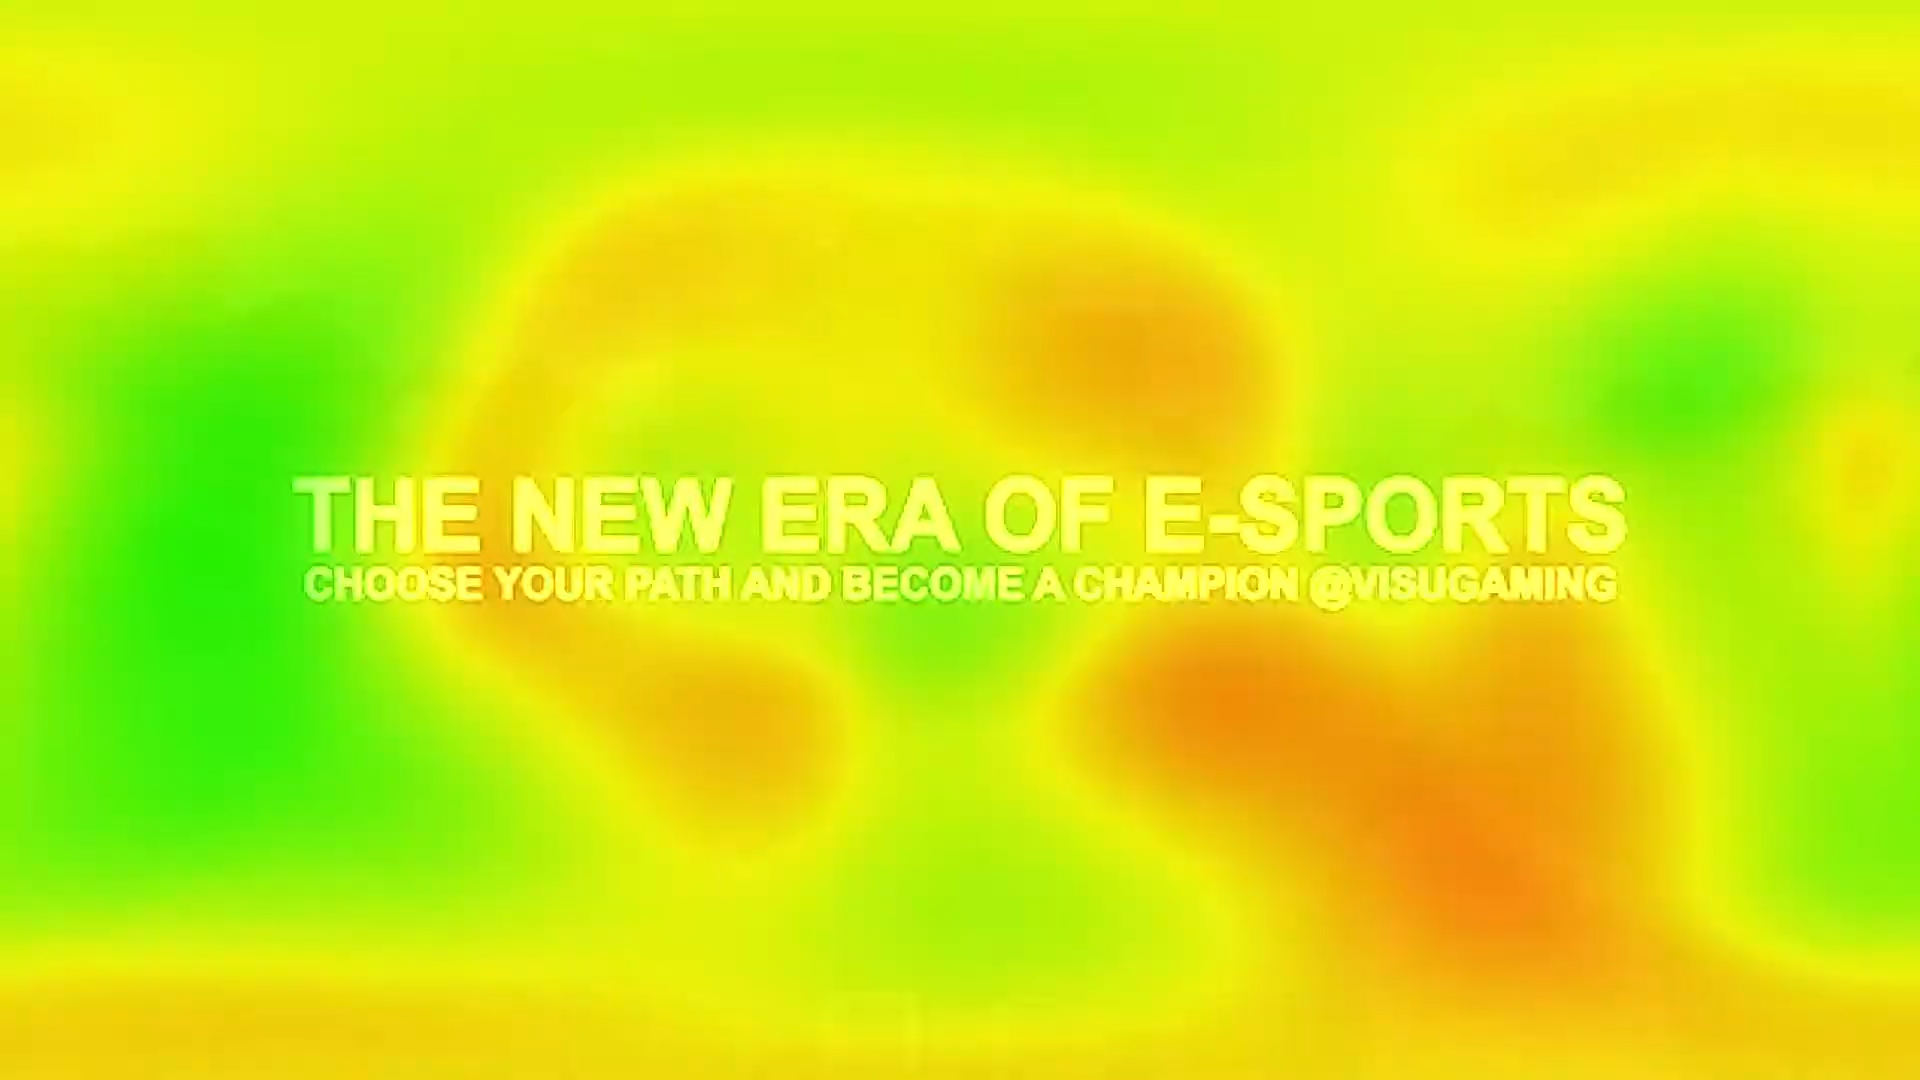 THE NEW ERA OF E-SPORTS
CHOOSE YOUR PATH AND BECOME A CHAMPION @VISUGAMING